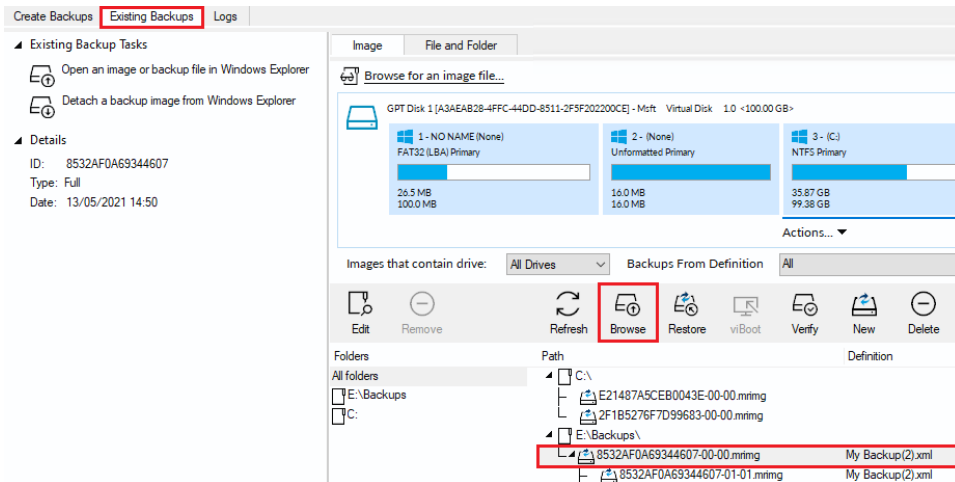 Create Backups Existing Backups Logs
Existing Backup Tasks
Open an image or backup file in Windows Explorer
Detach a backup image from Windows Explorer
Details
ID: 8532AF0A69344607
Type: Full
Date: 13/05/2021 14:50
Image File and Folder
Browse for an image file...
GPT Disk 1 [A3AEAB28-4FFC-44DD-8511-2F5F202200CE] - Msft Virtual Disk 1.0 <100.00 GB>
1 - NO NAME (None)
FAT32 (LBA) Primary
26.5 MB
100.0 MB
2 - (None)
Unformatted Primary
16.0 MB
16.0 MB
3 - (C:)
NTFS Primary
35.87 GB
99.38 GB
Actions...
Images that contain drive: All Drives Backups From Definition All
Edit Remove Refresh Browse Restore viBoot Verify New Delete
Folders
All folders
E:\Backups
C:
Path Definition
C:\
E21487A5CEB0043E-00-00.mrimg
2F1B5276F7D99683-00-00.mrimg
E:\Backups\
8532AF0A69344607-00-00.mrimg My Backup(2).xml
8532AF0A69344607-01-01.mrimg My Backup(2).xml